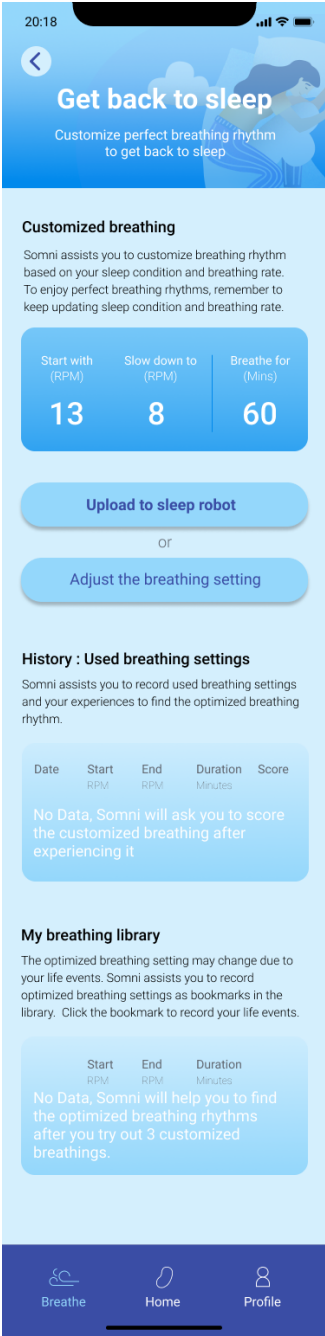 20:18
Get back to sleep
Customize perfect breathing rhythm
to get back to sleep
Customized breathing
Somni assists you to customize breathing rhythm
based on your sleep condition and breathing rate.
To enjoy perfect breathing rhythms, remember to
keep updating sleep condition and breathing rate.
Start with Slow down to Breathe for
(RPM) (RPM) (Mins)
13 8 60
Upload to sleep robot
or
Adjust the breathing setting
History : Used breathing settings
Somni assists you to record used breathing settings
and your experiences to find the optimized breathing
rhythm.
Date Start End Duration Score
RPM RPM Minutes
No Data, Somni will ask you to score
the customized breathing after
experiencing it
My breathing library
The optimized breathing setting may change due to
your life events. Somni assists you to record
optimized breathing settings as bookmarks in the
library. Click the bookmark to record your life events.
Start End Duration
RPM RPM Minutes
No Data, Somni will help you to find
the optimized breathing rhythms
after you try out 3 customized
breathings.
Breathe Home Profile